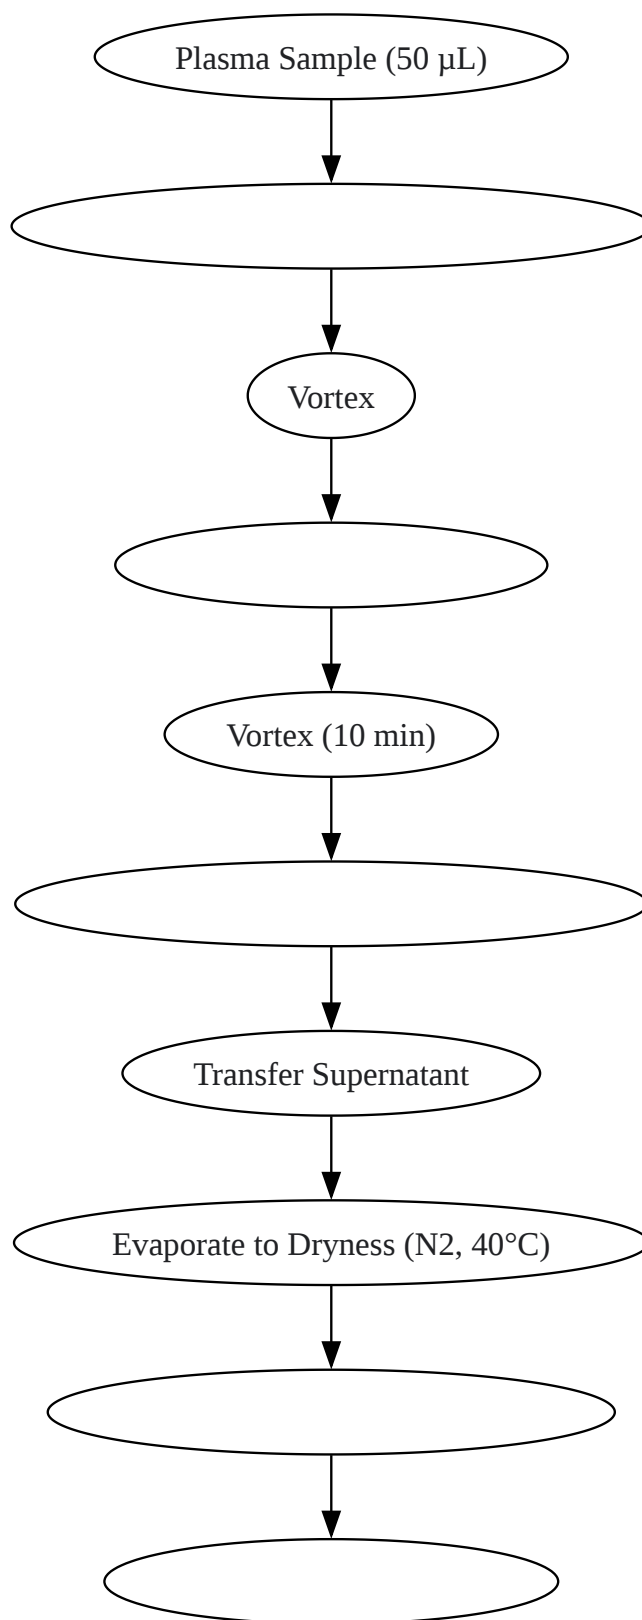 Plasma Sample (50 µL)
Vortex
Vortex (10 min)
Transfer Supernatant
Evaporate to Dryness (N2, 40°C)